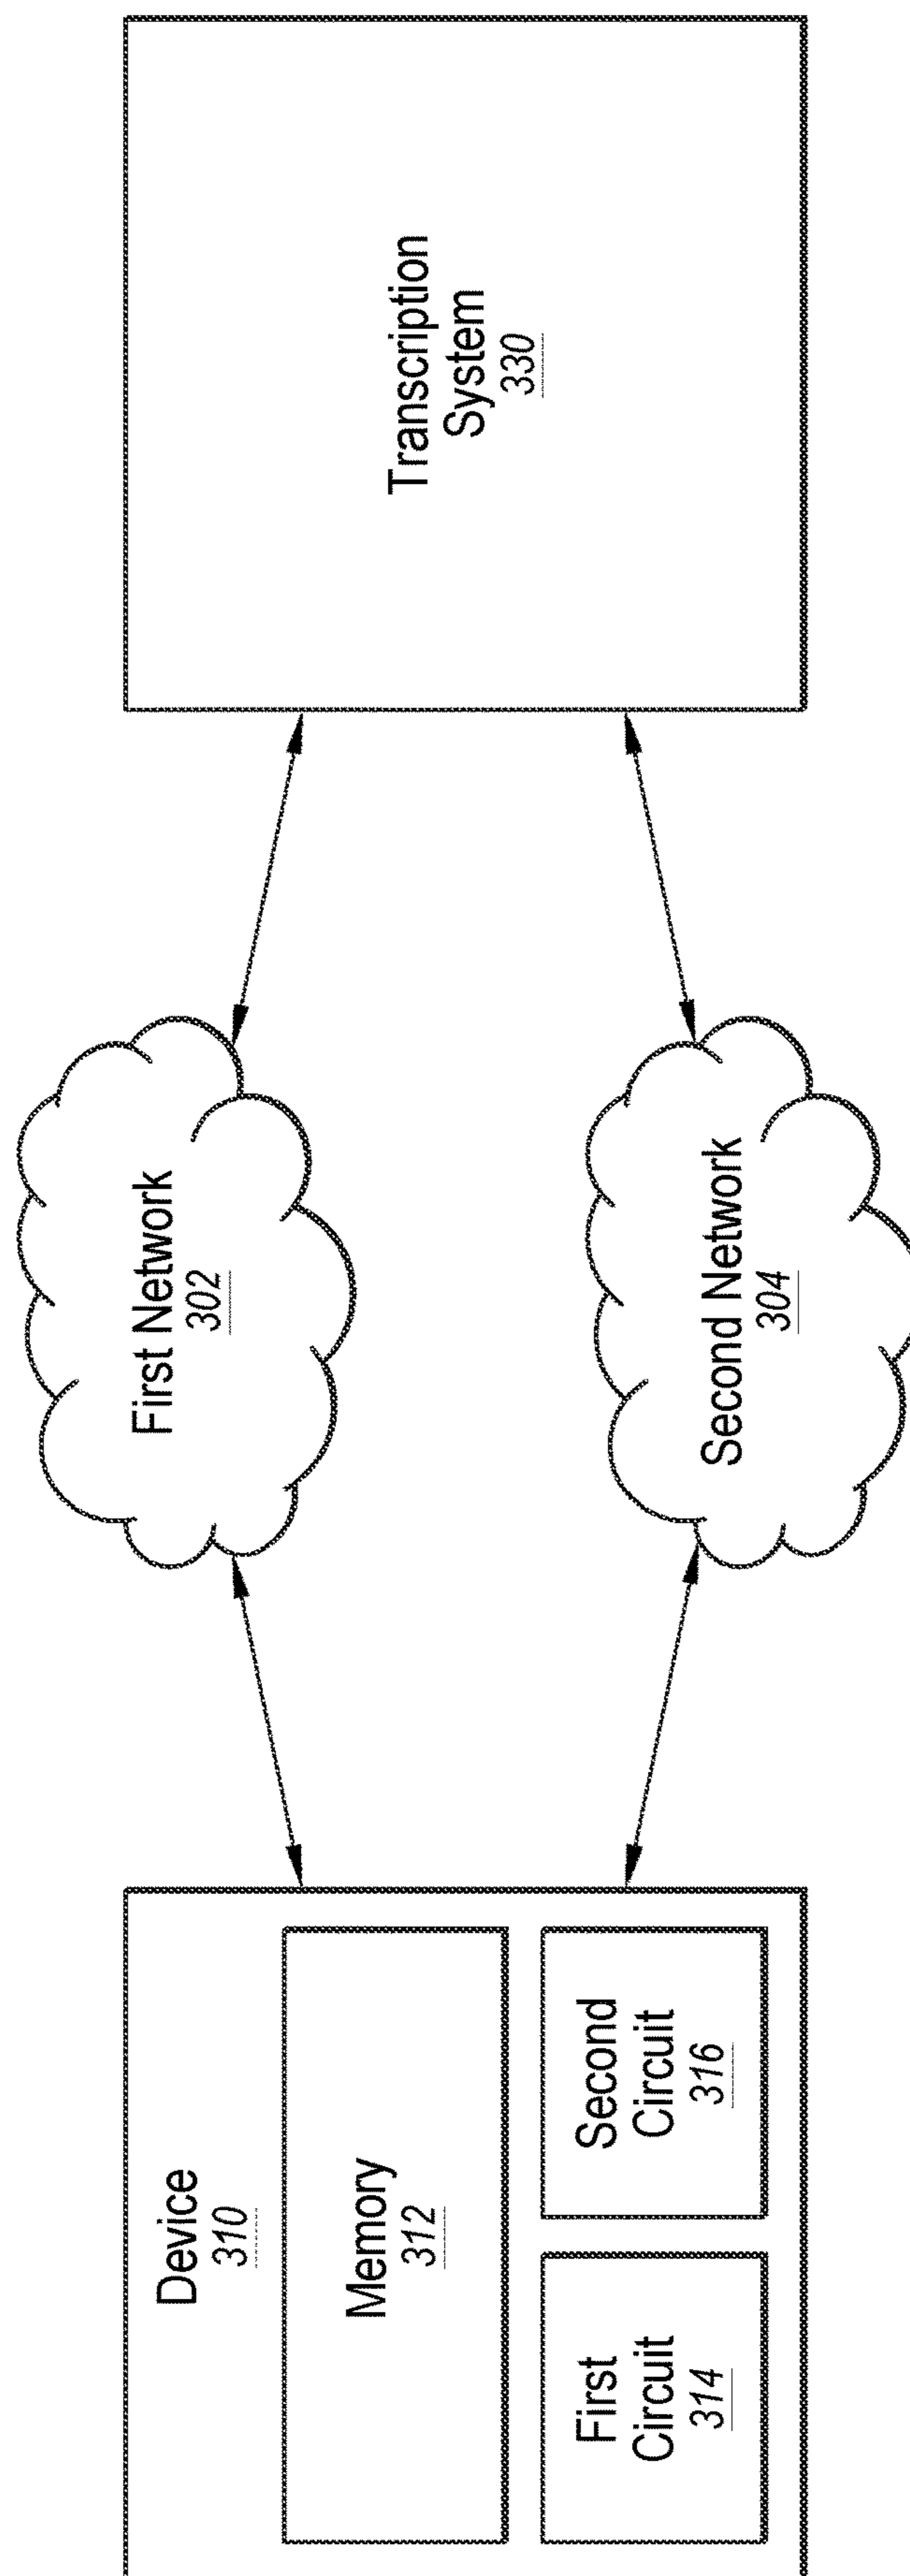 Device
310
Memory
312
First
Circuit
314
Second
Circuit
316
First Network
302
Second Network
304
Transcription
System
330